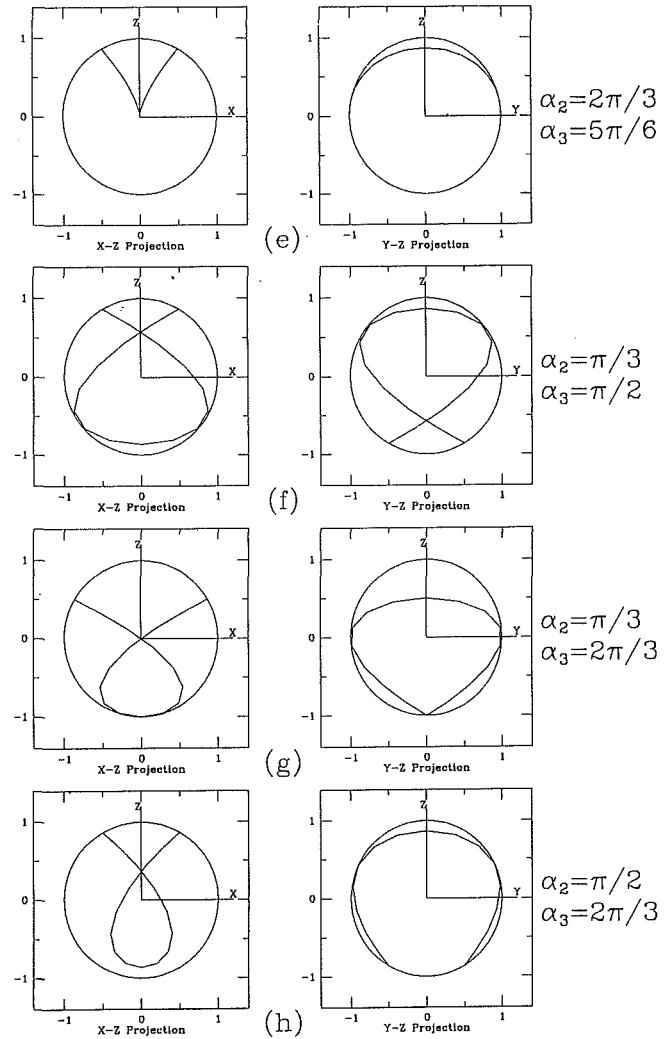 Z
1
X
0
-1
-1 0 1
X-Z Projection
Z
1
Y
0
-1
-1 0 1
Y-Z Projection
α₂=2π/3
α₃=5π/6
(e)
Z
1
X
0
-1
-1 0 1
X-Z Projection
Z
1
Y
0
-1
-1 0 1
Y-Z Projection
α₂=π/3
α₃=π/2
(f)
Z
1
X
0
-1
-1 0 1
X-Z Projection
Z
1
Y
0
-1
-1 0 1
Y-Z Projection
α₂=π/3
α₃=2π/3
(g)
Z
1
X
0
-1
-1 0 1
X-Z Projection
Z
1
Y
0
-1
-1 0 1
Y-Z Projection
α₂=π/2
α₃=2π/3
(h)